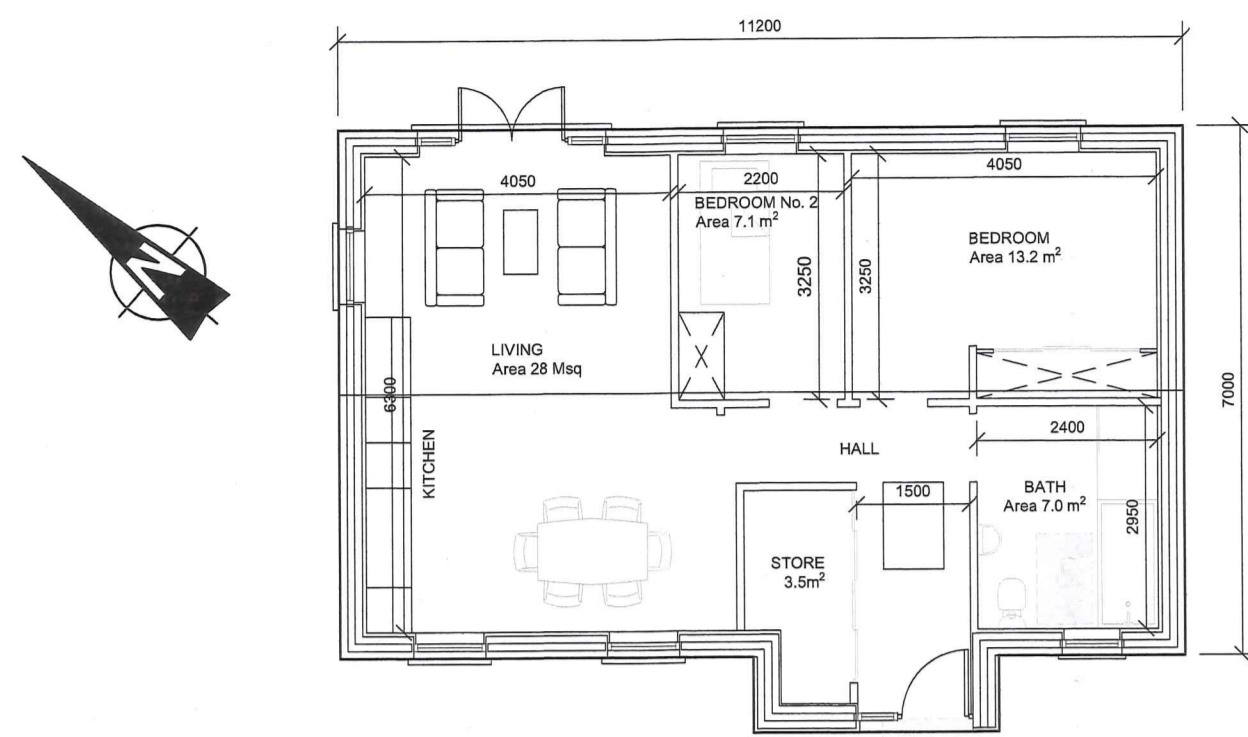 11200
4050
2200
4050
BEDROOM No. 2
Area 7.1 m²
BEDROOM
Area 13.2 m²
3250
3250
N
LIVING
Area 28 Msq
6300
7000
KITCHEN
HALL
2400
1500
BATH
Area 7.0 m²
2950
STORE
3.5m²